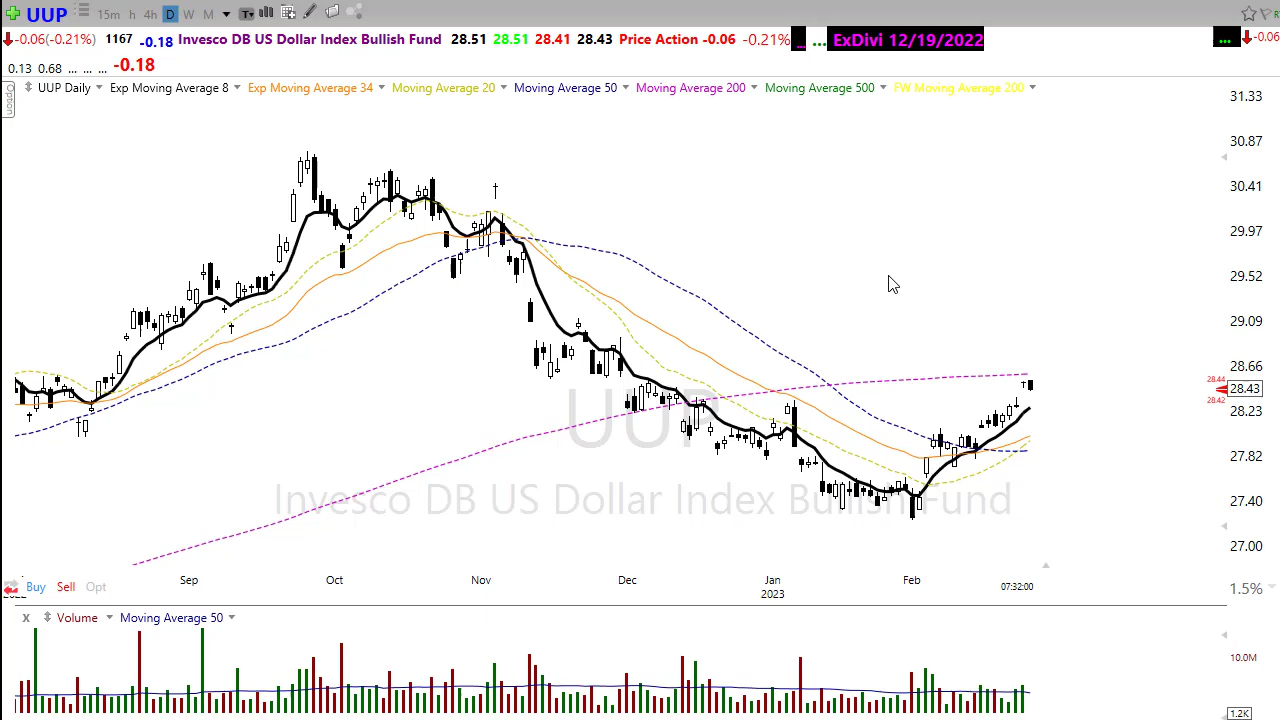 UUP 15m h 4h D W M T
-0.06(-0.21%) 1167 -0.18 Invesco DB US Dollar Index Bullish Fund 28.51 28.51 28.41 28.43 Price Action -0.06 -0.21% ... ... ExDivi 12/19/2022 ... -0.06
0.13 0.68 ... ... ... -0.18
Option
UUP Daily Exp Moving Average 8 Exp Moving Average 34 Moving Average 20 Moving Average 50 Moving Average 200 Moving Average 500 FW Moving Average 200
31.33
30.87
30.41
29.97
29.52
29.09
28.66
28.44
28.43
28.42
28.23
27.82
27.40
27.00
UUP
Invesco DB US Dollar Index Bullish Fund
Sep Oct Nov Dec Jan Feb
2023 07:32:00
Buy Sell Opt 1.5%
x Volume Moving Average 50
10.0M
1.2K